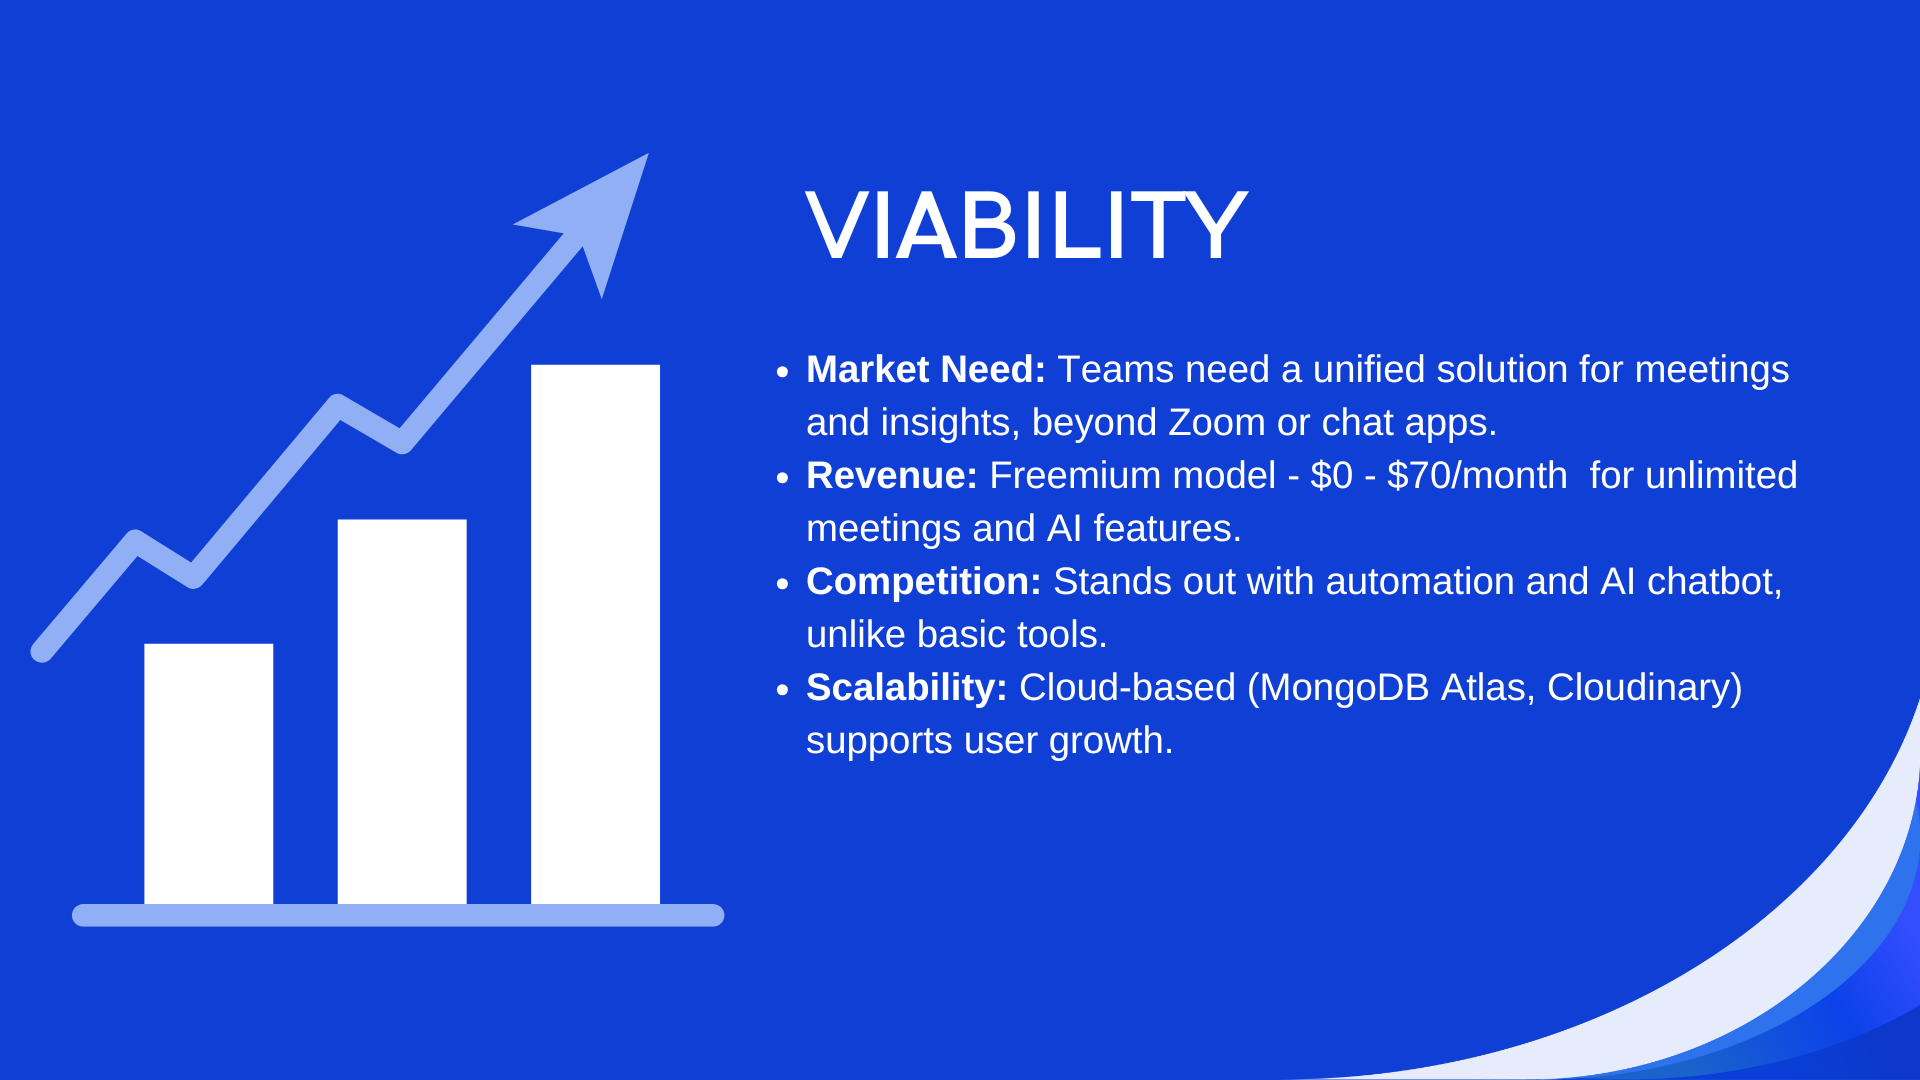 VIABILITY
• Market Need: Teams need a unified solution for meetings
and insights, beyond Zoom or chat apps.
• Revenue: Freemium model - $0 - $70/month  for unlimited
meetings and AI features.
• Competition: Stands out with automation and AI chatbot,
unlike basic tools.
• Scalability: Cloud-based (MongoDB Atlas, Cloudinary)
supports user growth.